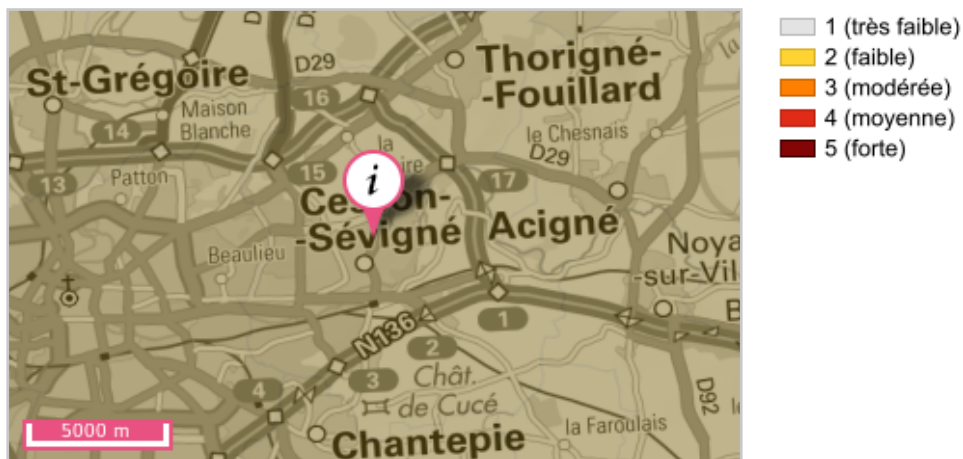 D29
Thorigné-
-Fouillard
St-Grégoire
16
Maison
Blanche
14
le Chesnais
D29
la
15
13
Patton
17
i
Cesson-
-Sévigné
Acigné
Beaulieu
Noya
-sur-Vil
N136
1
2
3
4
Chât.
de Cucé
D92
5000 m
Chantepie
la Faroulais
1 (très faible)
2 (faible)
3 (modérée)
4 (moyenne)
5 (forte)